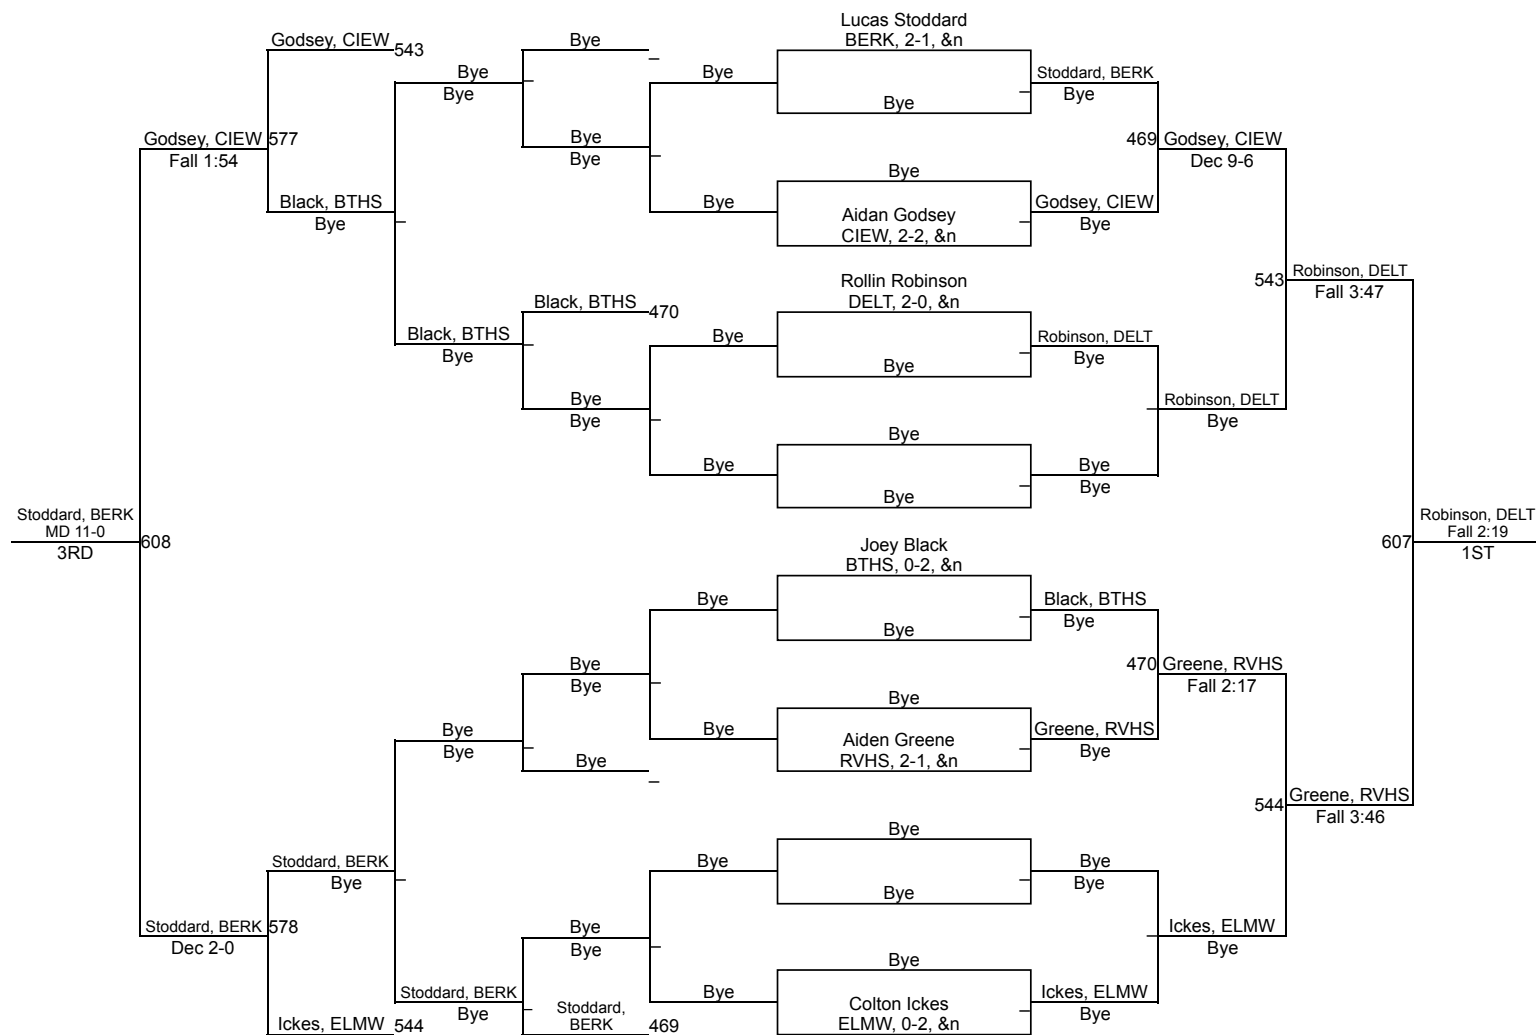 Lucas Stoddard
BERK, 2-1, &n
Bye
Bye
Aidan Godsey
CIEW, 2-2, &n
Rollin Robinson
DELT, 2-0, &n
Bye
Bye
Bye
Joey Black
BTHS, 0-2, &n
Bye
Bye
Aiden Greene
RVHS, 2-1, &n
Bye
Bye
Bye
Colton Ickes
ELMW, 0-2, &n
Stoddard, BERK
Bye
Godsey, CIEW
Bye
Robinson, DELT
Bye
Bye
Bye
Black, BTHS
Bye
Greene, RVHS
Bye
Bye
Bye
Ickes, ELMW
Bye
469 Godsey, CIEW
Dec 9-6
Robinson, DELT
Bye
470 Greene, RVHS
Fall 2:17
Ickes, ELMW
Bye
543 Robinson, DELT
Fall 3:47
544 Greene, RVHS
Fall 3:46
607 Robinson, DELT
Fall 2:19
1ST
Bye
Bye
Bye
Bye
Bye
Bye
Bye
Bye
Bye
Bye
Bye
Black, BTHS 470
Bye
Bye
Bye
Bye
Bye
Bye
Bye
Stoddard,
BERK 469
Bye
Bye
Black, BTHS
Bye
Bye
Bye
Stoddard, BERK
Bye
Godsey, CIEW 543
Black, BTHS
Bye
Stoddard, BERK
Bye
Ickes, ELMW 544
Godsey, CIEW 577
Fall 1:54
Stoddard, BERK 578
Dec 2-0
Stoddard, BERK
MD 11-0
3RD
608